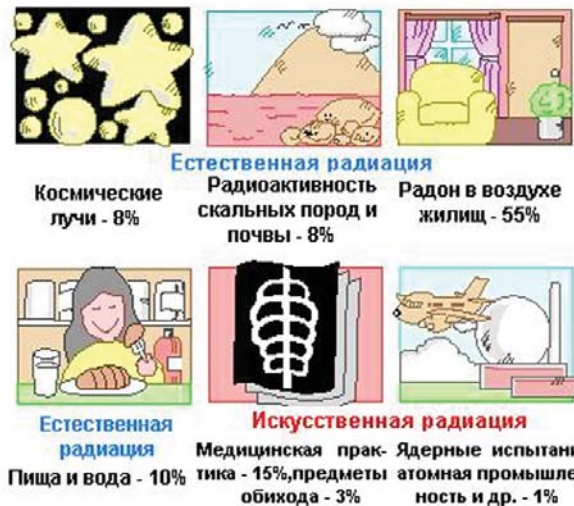 Естественная радиация
Космические
лучи - 8%
Радиоактивность
скальных пород и
почвы - 8%
Радон в воздухе
жилищ - 55%
Естественная
радиация
Пища и вода - 10%
Искусственная радиация
Медицинская прак-
тика - 15%,предметы
обихода - 3%
Ядерные испытани
атомная промышле
ность и др. - 1%